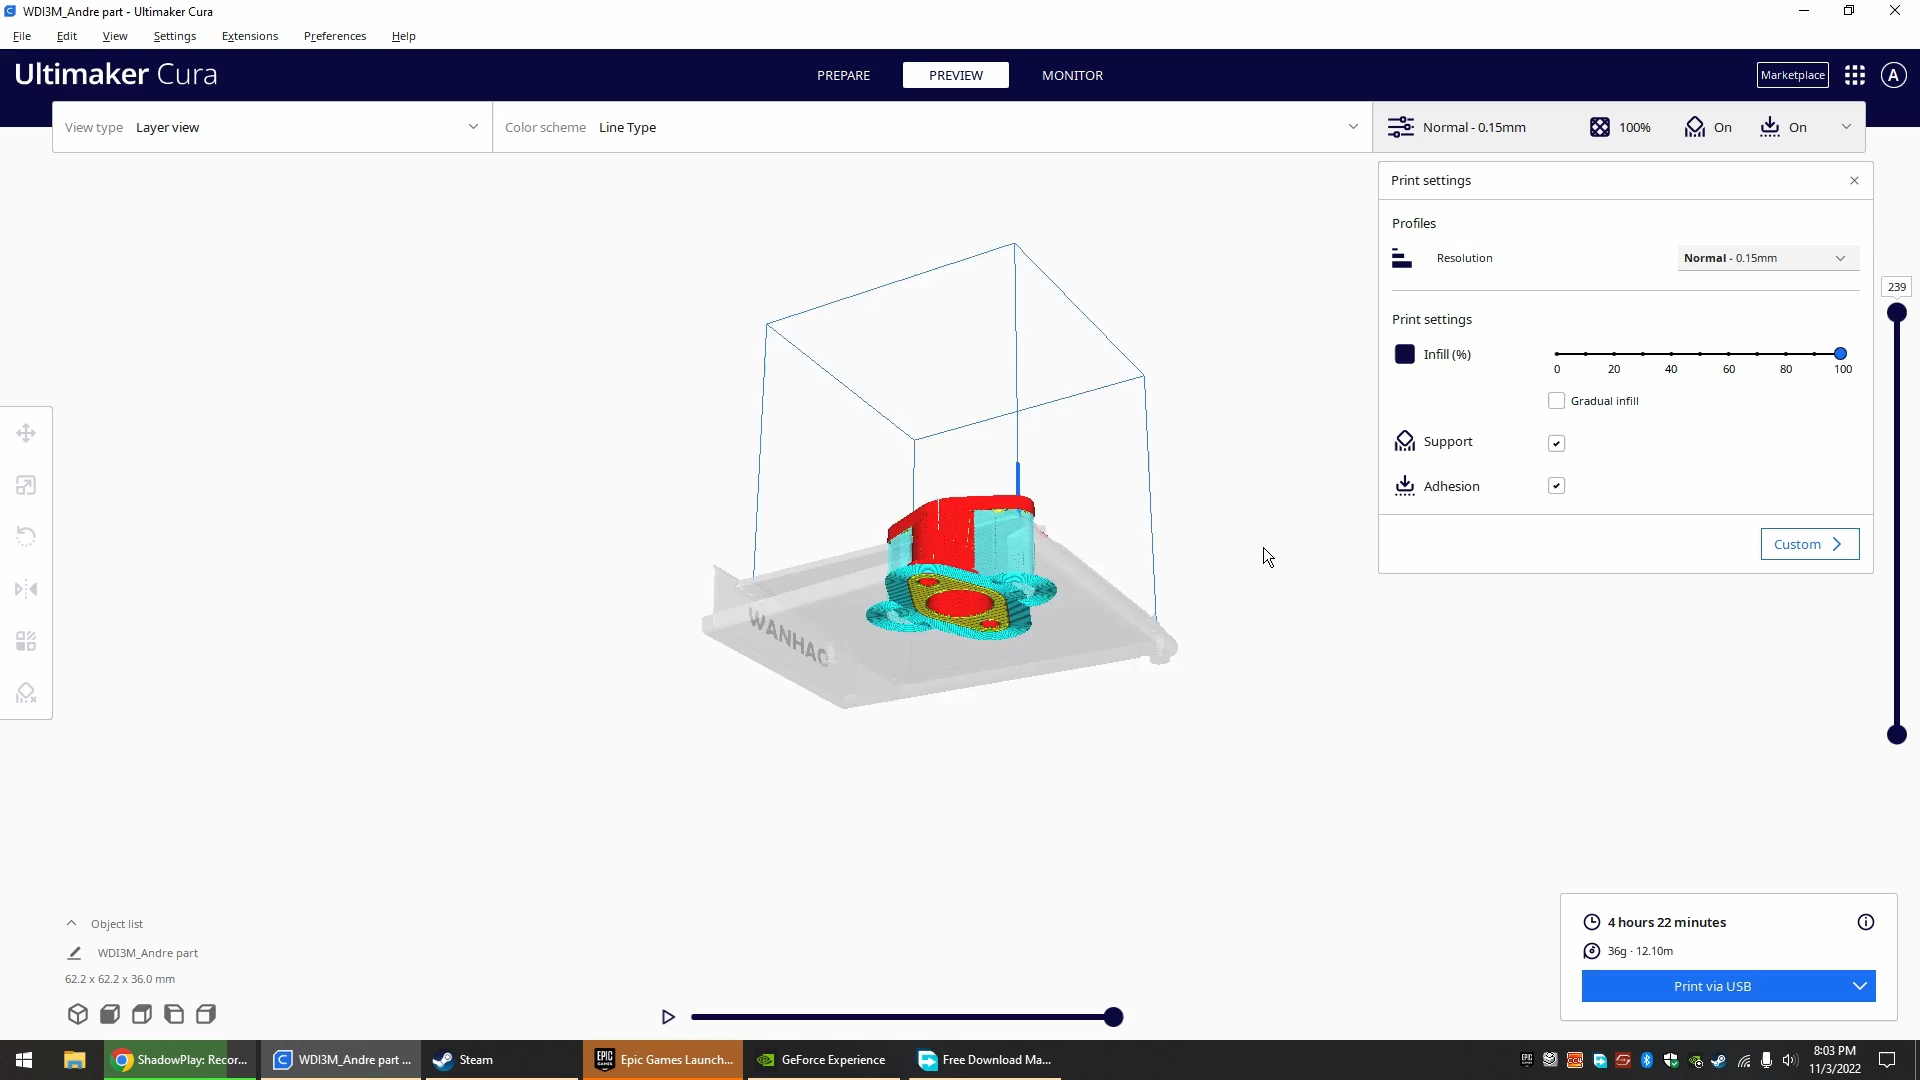 WDI3M_Andre part - Ultimaker Cura
File Edit View Settings Extensions Preferences Help
Ultimaker Cura
PREPARE PREVIEW MONITOR
Marketplace
A
View type Layer view
Color scheme Line Type
Normal - 0.15mm 100% On On
Print settings
Profiles
Resolution Normal - 0.15mm
239
Print settings
Infill (%)
0 20 40 60 80 100
Gradual infill
Support
Adhesion
Custom
WANHAO
Object list
WDI3M_Andre part
62.2 x 62.2 x 36.0 mm
4 hours 22 minutes
36g · 12.10m
Print via USB
ShadowPlay: Recor...
WDI3M_Andre part ...
Steam
EPIC GAMES
Epic Games Launch...
GeForce Experience
Free Download Ma...
8:03 PM
11/3/2022